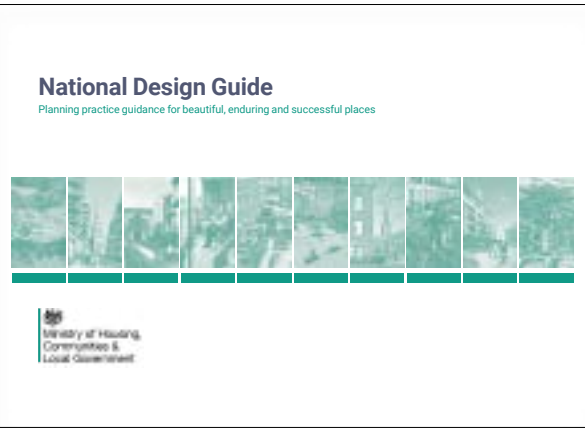 National Design Guide
Planning practice guidance for beautiful, enduring and successful places
Ministry of Housing,
Communities &
Local Government